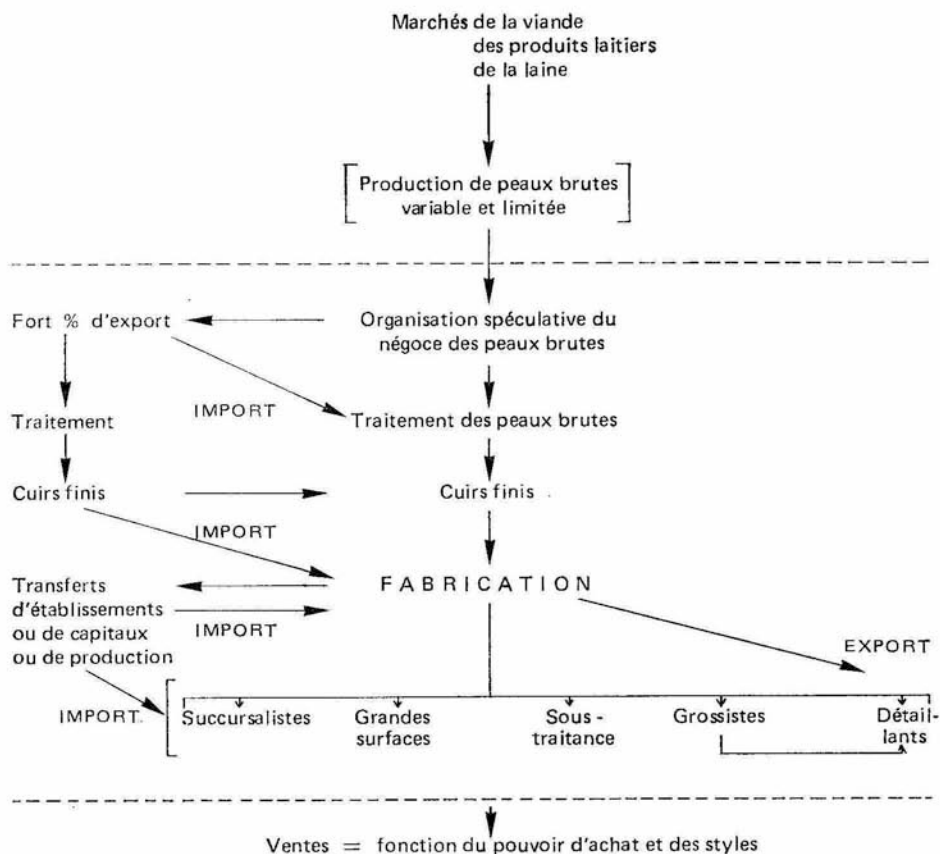 Marchés de la viande
des produits laitiers
de la laine
Production de peaux brutes
variable et limitée
Fort % d'export
Organisation spéculative du
négoce des peaux brutes
IMPORT
Traitement
Traitement des peaux brutes
Cuirs finis
Cuirs finis
IMPORT
FABRICATION
Transferts
d'établissements
ou de capitaux
ou de production
IMPORT
EXPORT
IMPORT.
Succursalistes
Grandes
surfaces
Sous-
traitance
Grossistes
Détail-
lants
Ventes = fonction du pouvoir d'achat et des styles